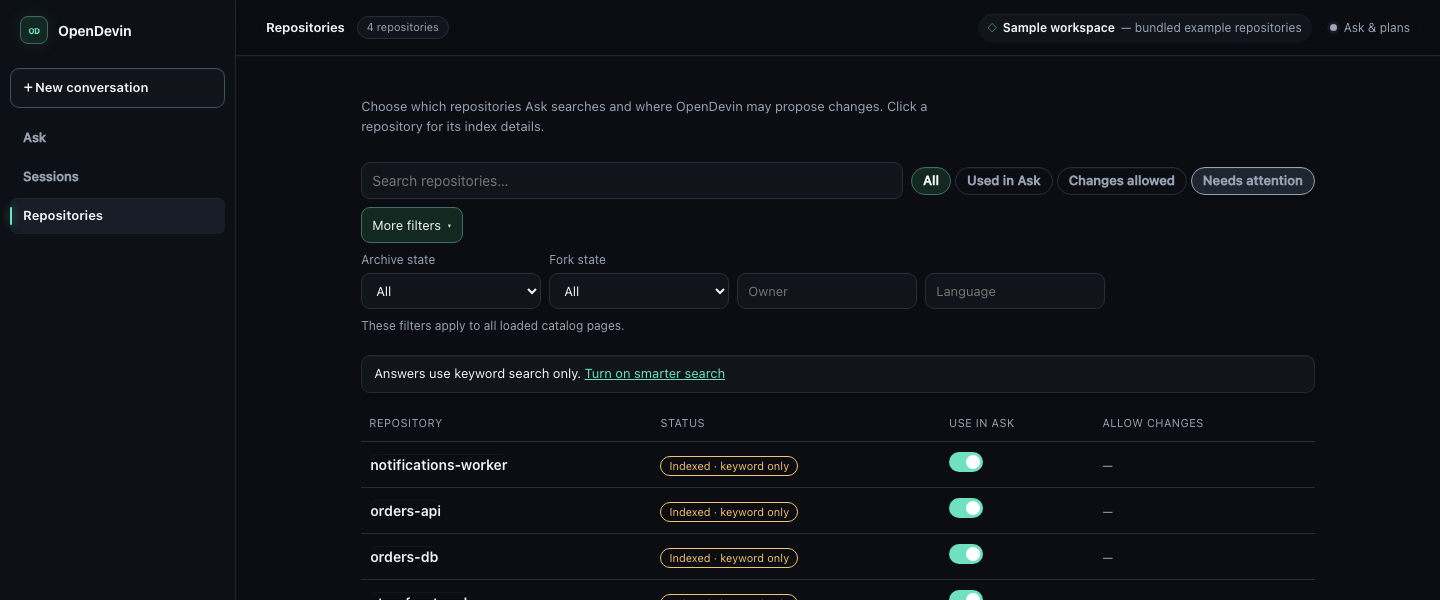 OD OpenDevin
+ New conversation
Ask
Sessions
Repositories
Repositories 4 repositories
Sample workspace — bundled example repositories Ask & plans
Choose which repositories Ask searches and where OpenDevin may propose changes. Click a
repository for its index details.
Search repositories... All Used in Ask Changes allowed Needs attention
More filters
Archive state Fork state
All All Owner Language
These filters apply to all loaded catalog pages.
Answers use keyword search only. Turn on smarter search
REPOSITORY STATUS USE IN ASK ALLOW CHANGES
notifications-worker Indexed · keyword only —
orders-api Indexed · keyword only —
orders-db Indexed · keyword only —